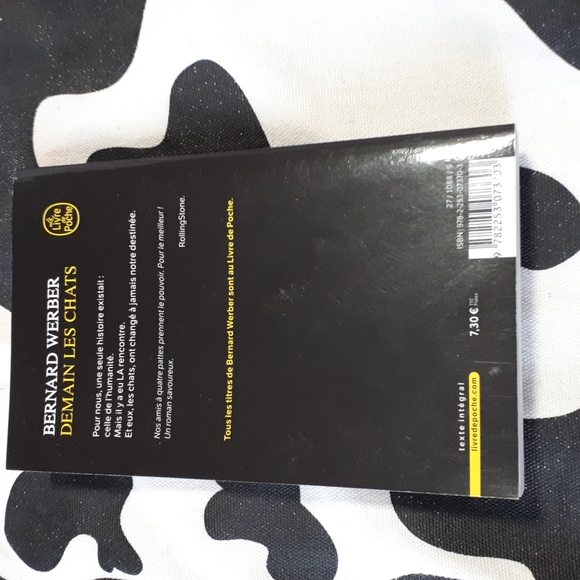 Le
Livre
de
Poche
BERNARD WERBER
DEMAIN LES CHATS
Pour nous, une seule histoire existait :
celle de l'humanité.
Mais il y a eu LA rencontre.
Et eux, les chats, ont changé à jamais notre destinée.
Nos amis à quatre pattes prennent le pouvoir. Pour le meilleur !
Un roman savoureux.
RollingStone.
Tous les titres de Bernard Werber sont au Livre de Poche.
texte intégral
livredepoche.com
7,30 €
ISBN: 978-2-253-07370-3